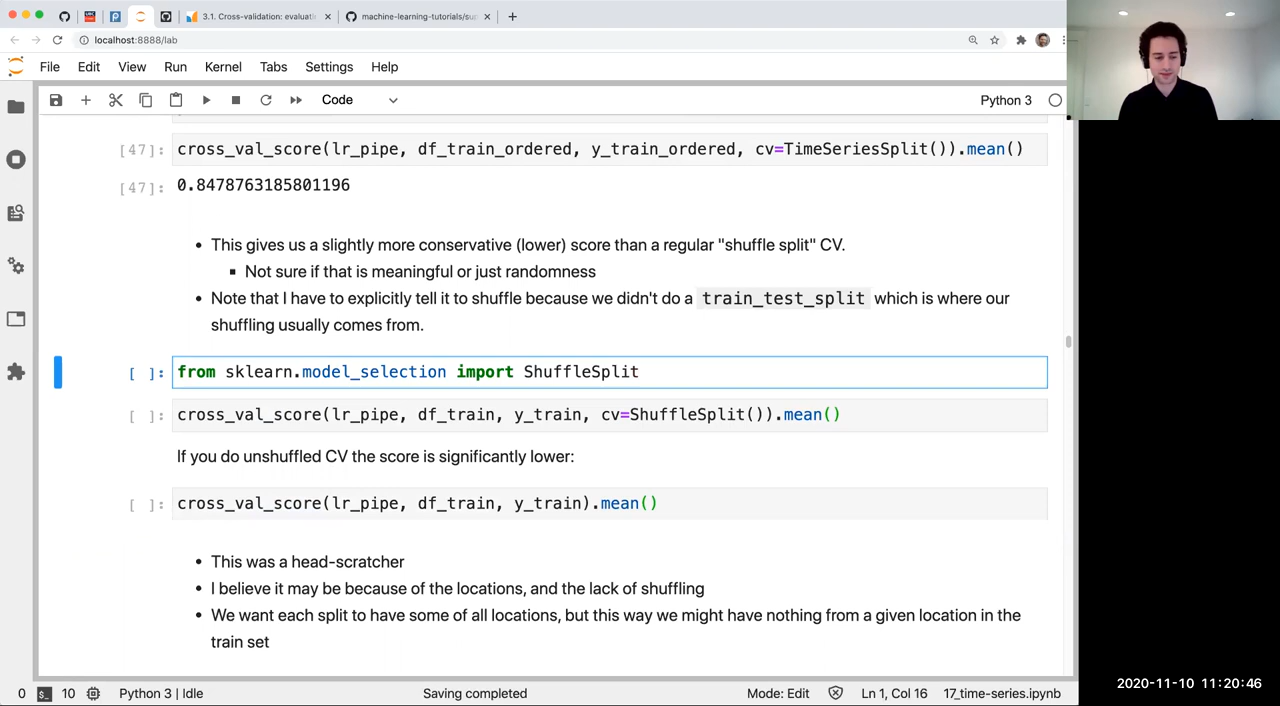 3.1. Cross-validation: evaluati
machine-learning-tutorials/su
localhost:8888/lab
File Edit View Run Kernel Tabs Settings Help
Code
Python 3
[47]: cross_val_score(lr_pipe, df_train_ordered, y_train_ordered, cv=TimeSeriesSplit()).mean()
[47]: 0.8478763185801196
• This gives us a slightly more conservative (lower) score than a regular "shuffle split" CV.
▪ Not sure if that is meaningful or just randomness
• Note that I have to explicitly tell it to shuffle because we didn't do a train_test_split which is where our
shuffling usually comes from.
[ ]: from sklearn.model_selection import ShuffleSplit
[ ]: cross_val_score(lr_pipe, df_train, y_train, cv=ShuffleSplit()).mean()
If you do unshuffled CV the score is significantly lower:
[ ]: cross_val_score(lr_pipe, df_train, y_train).mean()
• This was a head-scratcher
• I believe it may be because of the locations, and the lack of shuffling
• We want each split to have some of all locations, but this way we might have nothing from a given location in the
train set
0 10 Python 3 | Idle Saving completed Mode: Edit Ln 1, Col 16 17_time-series.ipynb
2020-11-10 11:20:46